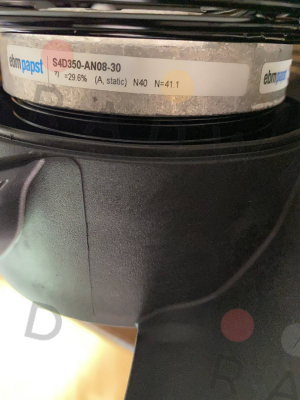 ebmpapst S4D350-AN08-30
η =29.6% (A, static) N40 N=41.1
ebmpapst
D
D
R A